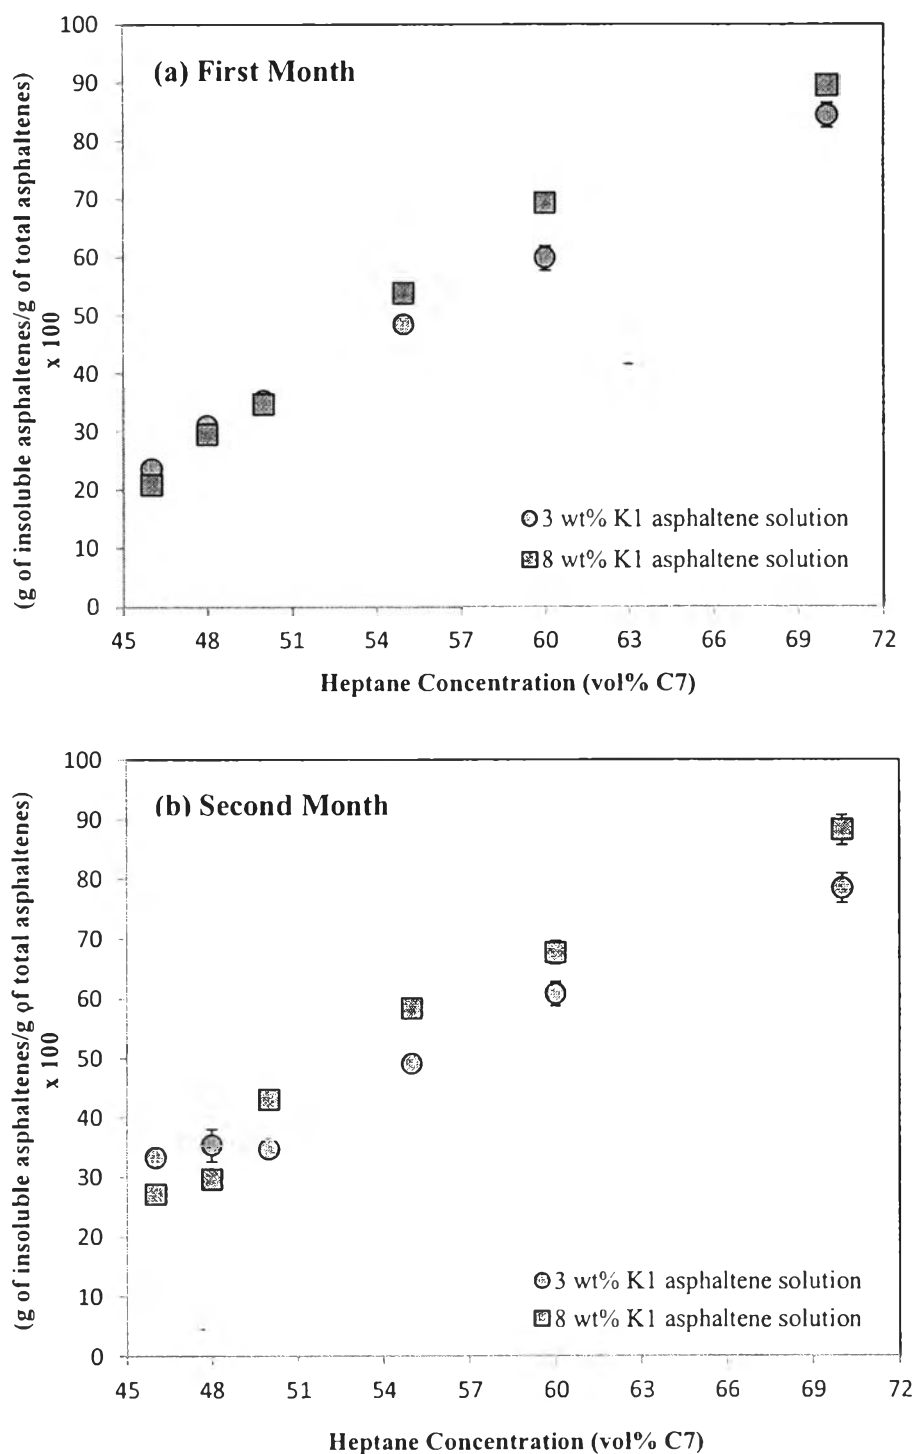 100
(a) First Month
90
80
70
60
50
40
30
20
10
0
(g of insoluble asphaltenes/g of total asphaltenes)
x 100
3 wt% K1 asphaltene solution
8 wt% K1 asphaltene solution
45 48 51 54 57 60 63 66 69 72
Heptane Concentration (vol% C7)
100
(b) Second Month
90
80
70
60
50
40
30
20
10
0
(g of insoluble asphaltenes/g of total asphaltenes)
x 100
3 wt% K1 asphaltene solution
8 wt% K1 asphaltene solution
45 48 51 54 57 60 63 66 69 72
Heptane Concentration (vol% C7)